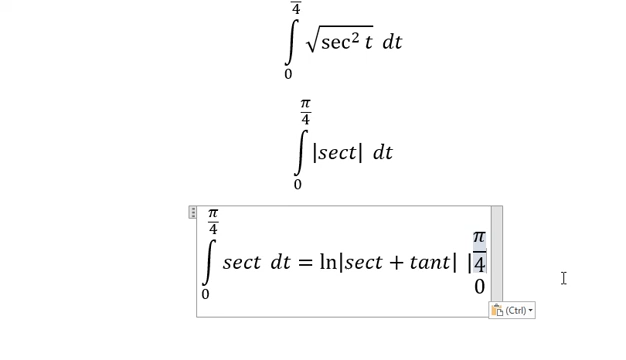 ∫₀^(π/4) √(sec² t) dt
∫₀^(π/4) |sect| dt
∫₀^(π/4) sect dt = ln|sect + tant| |₀^(π/4)
(Ctrl)